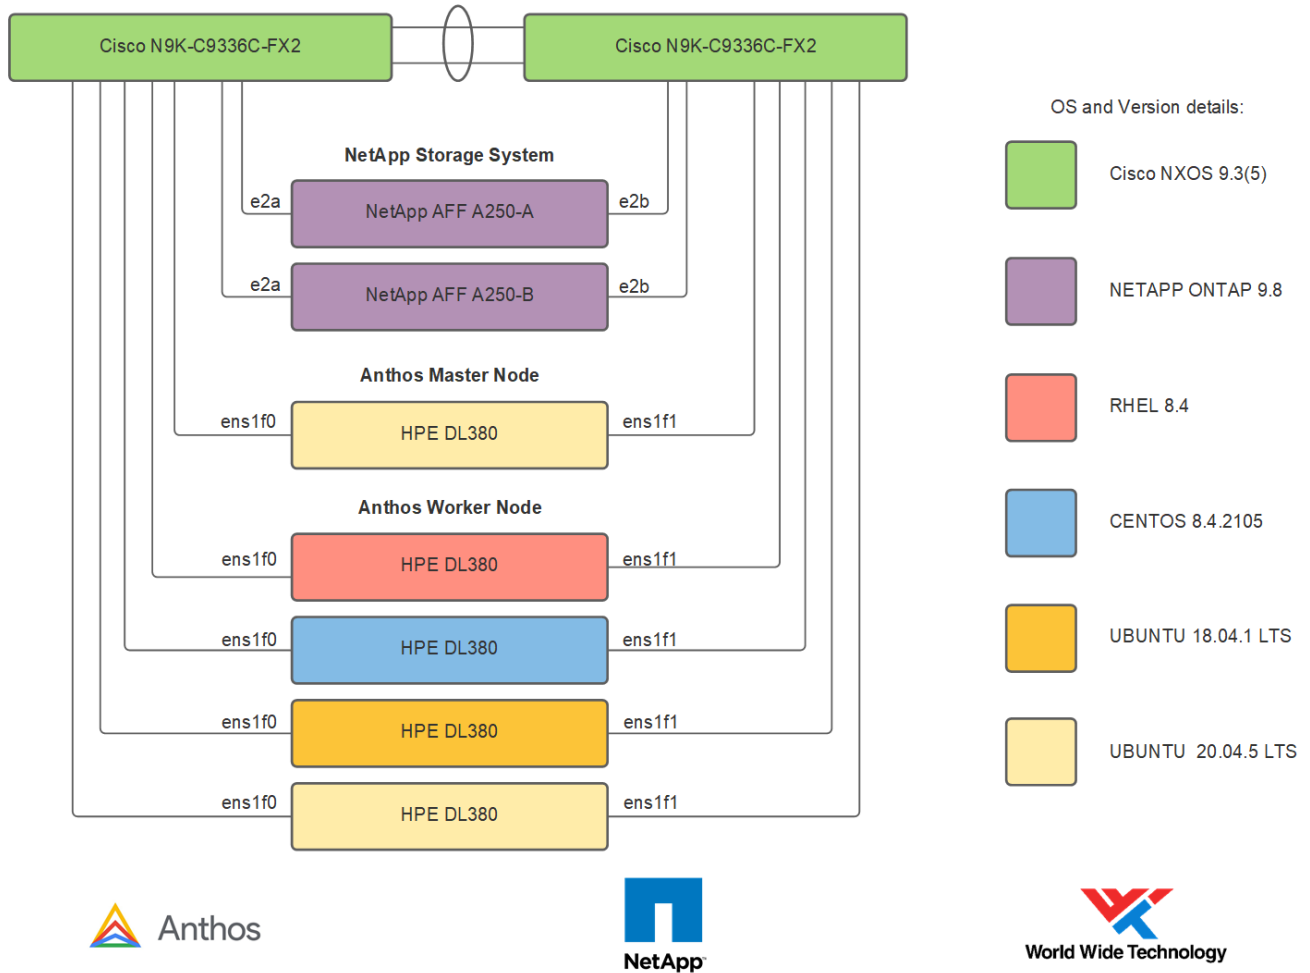 Cisco N9K-C9336C-FX2
Cisco N9K-C9336C-FX2
NetApp Storage System
e2a
NetApp AFF A250-A
e2b
e2a
NetApp AFF A250-B
e2b
Anthos Master Node
ens1f0
HPE DL380
ens1f1
Anthos Worker Node
ens1f0
HPE DL380
ens1f1
ens1f0
HPE DL380
ens1f1
ens1f0
HPE DL380
ens1f1
ens1f0
HPE DL380
ens1f1
OS and Version details:
Cisco NXOS 9.3(5)
NETAPP ONTAP 9.8
RHEL 8.4
CENTOS 8.4.2105
UBUNTU 18.04.1 LTS
UBUNTU 20.04.5 LTS
Anthos
NetApp
World Wide Technology